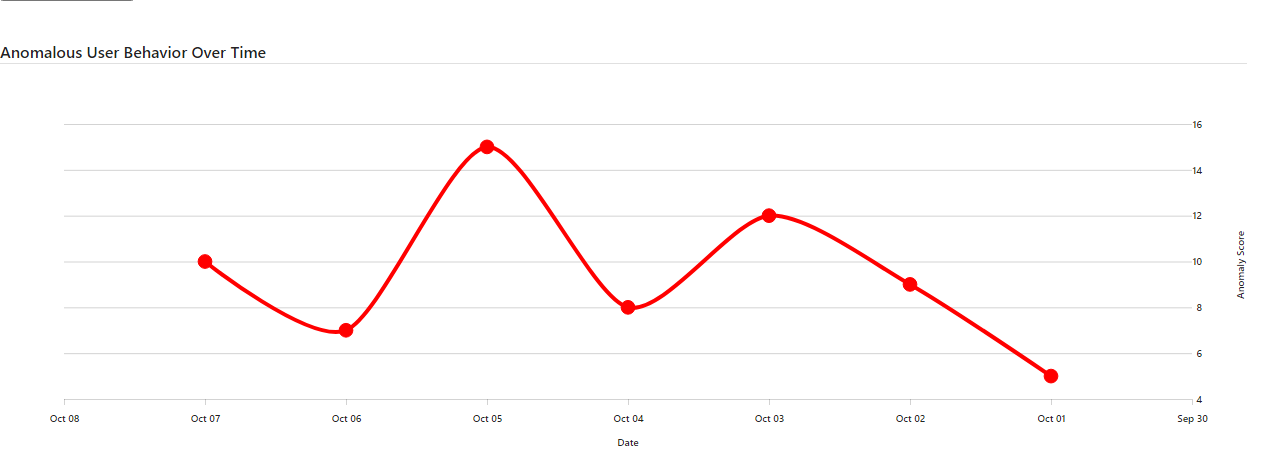 Anomalous User Behavior Over Time
16
14
12
10
8
6
4
Anomaly Score
Oct 08 Oct 07 Oct 06 Oct 05 Oct 04 Oct 03 Oct 02 Oct 01 Sep 30
Date